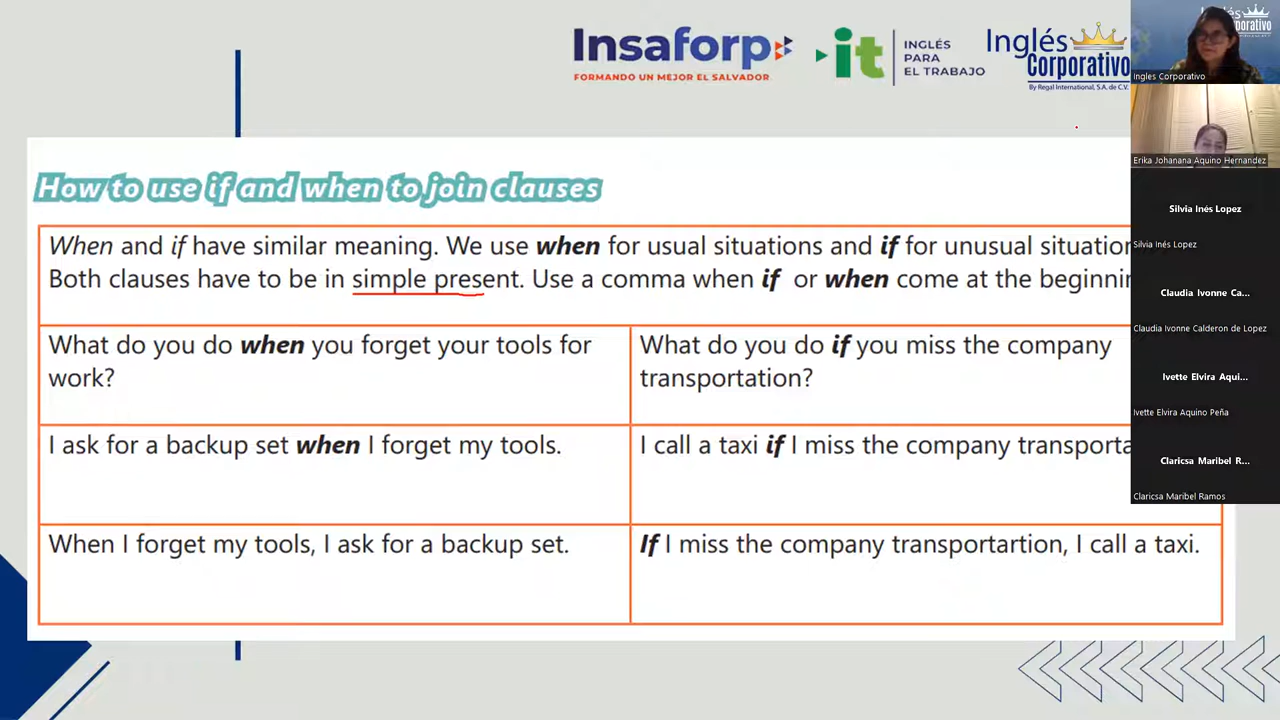 Insaforp
FORMANDO UN MEJOR EL SALVADOR
it
INGLÉS
PARA
EL TRABAJO
Inglés
Corporativo
By Regal International, S.A. de C.V.
Ingles Corporativo
Erika Johanana Aquino Hernandez
Silvia Inés Lopez
Silvia Inés Lopez
Claudia Ivonne Ca...
Claudia Ivonne Calderon de Lopez
Ivette Elvira Aqui...
Ivette Elvira Aquino Peña
Claricsa Maribel R...
Claricsa Maribel Ramos
How to use if and when to join clauses
When and if have similar meaning. We use when for usual situations and if for unusual situation
Both clauses have to be in simple present. Use a comma when if or when come at the beginnin
What do you do when you forget your tools for
work?
What do you do if you miss the company
transportation?
I ask for a backup set when I forget my tools.
I call a taxi if I miss the company transporta
When I forget my tools, I ask for a backup set.
If I miss the company transportartion, I call a taxi.